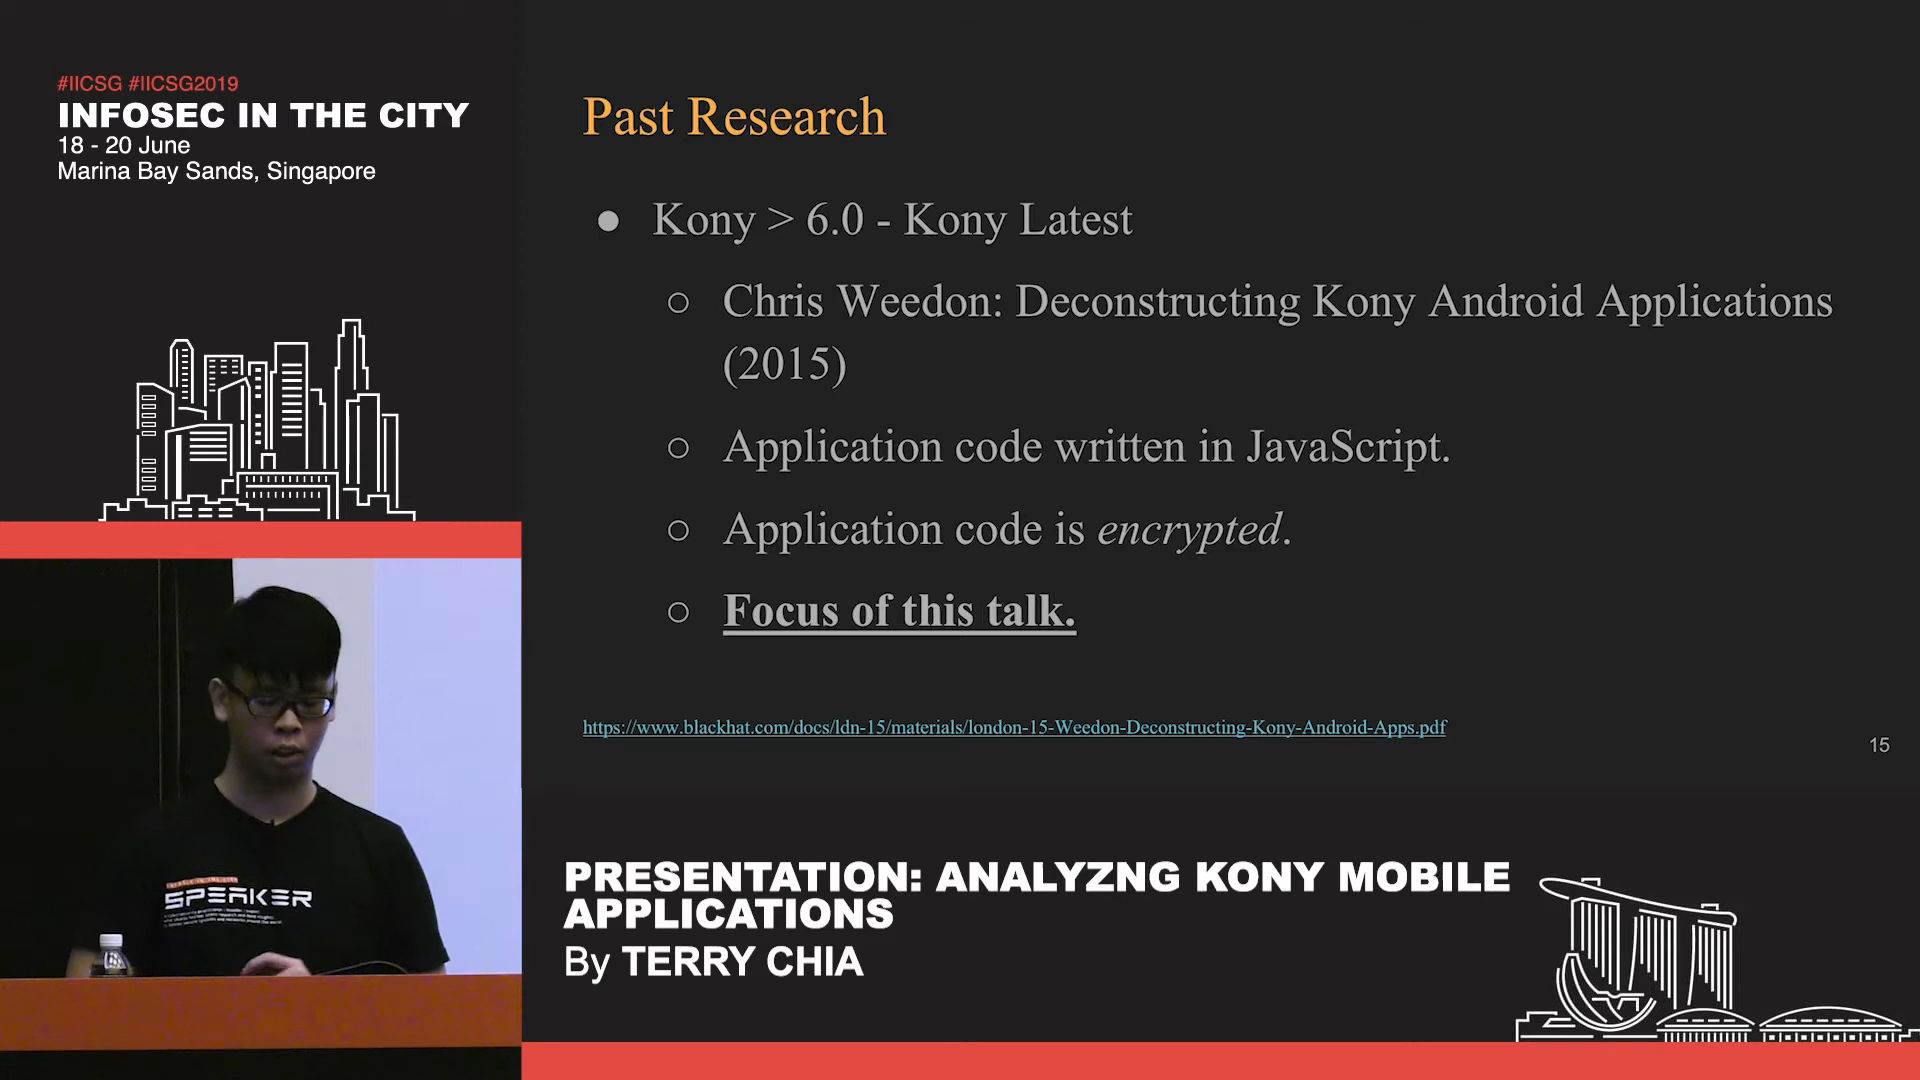 #IICSG #IICSG2019
INFOSEC IN THE CITY
18 - 20 June
Marina Bay Sands, Singapore
Past Research
● Kony > 6.0 - Kony Latest
○ Chris Weedon: Deconstructing Kony Android Applications
(2015)
○ Application code written in JavaScript.
○ Application code is encrypted.
○ Focus of this talk.
https://www.blackhat.com/docs/ldn-15/materials/london-15-Weedon-Deconstructing-Kony-Android-Apps.pdf
15
SPEAKER
PRESENTATION: ANALYZNG KONY MOBILE
APPLICATIONS
By TERRY CHIA